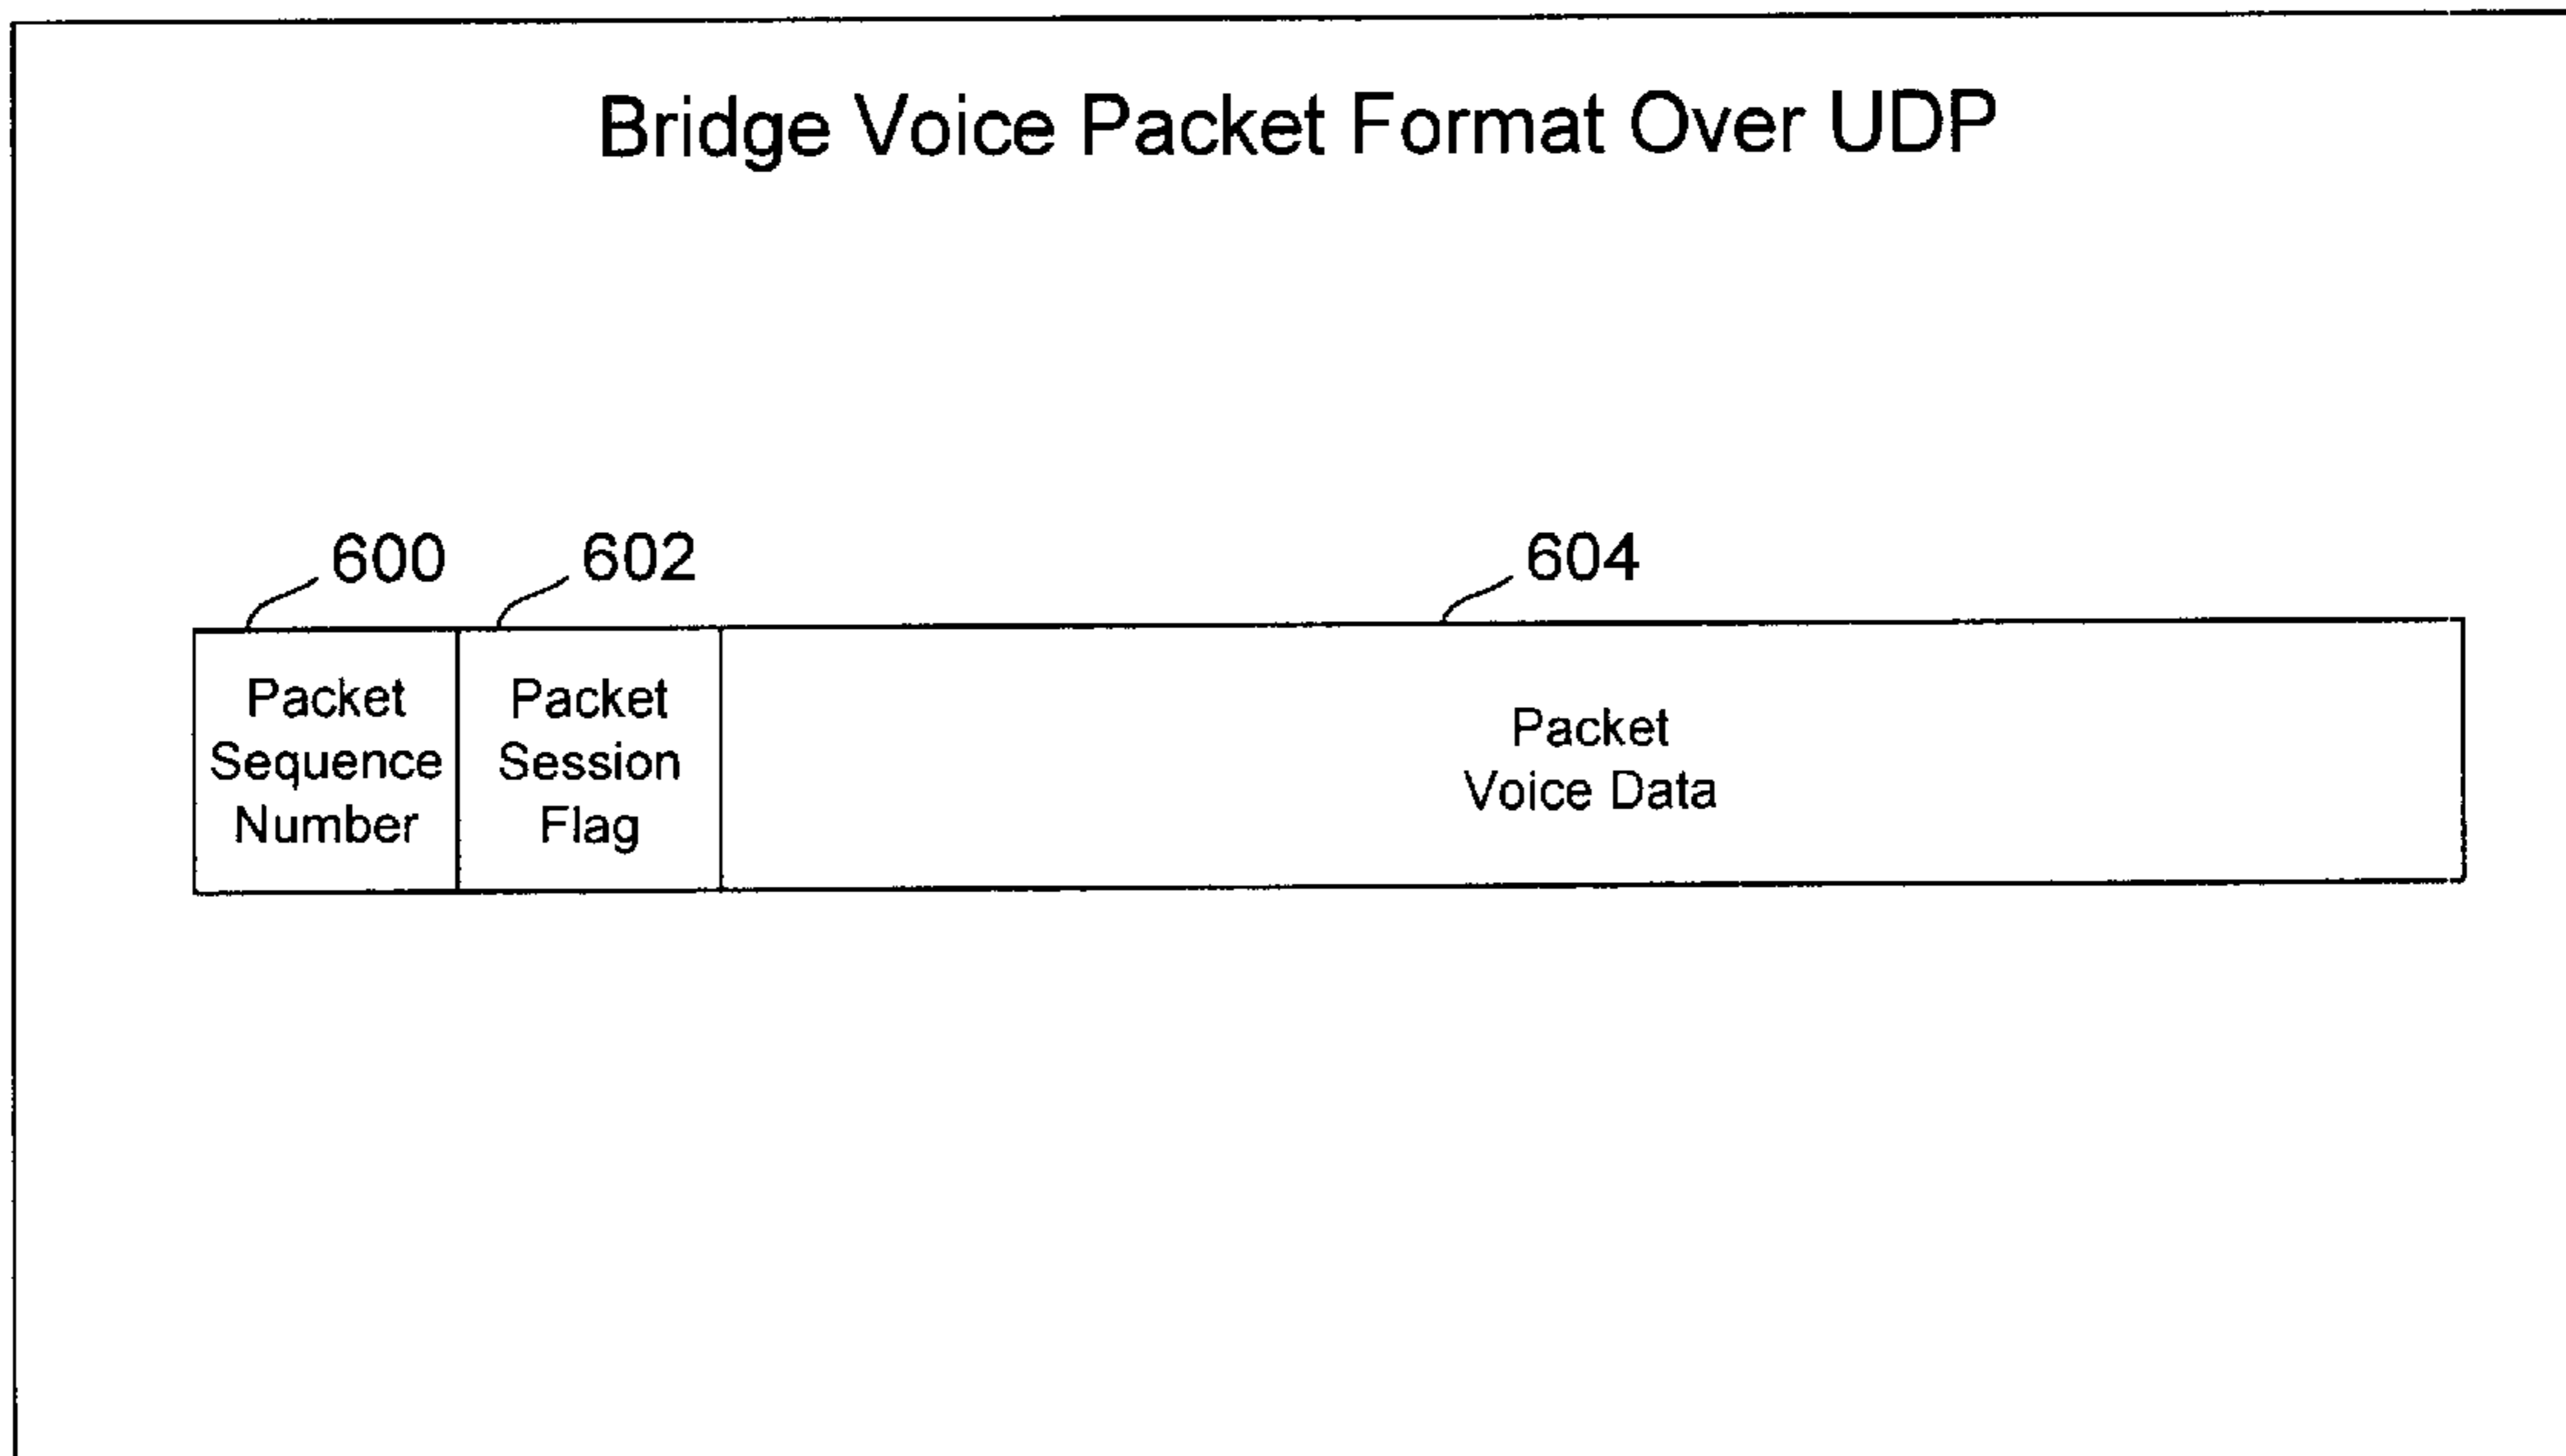 Bridge Voice Packet Format Over UDP
600
602
604
Packet
Sequence
Number
Packet
Session
Flag
Packet
Voice Data